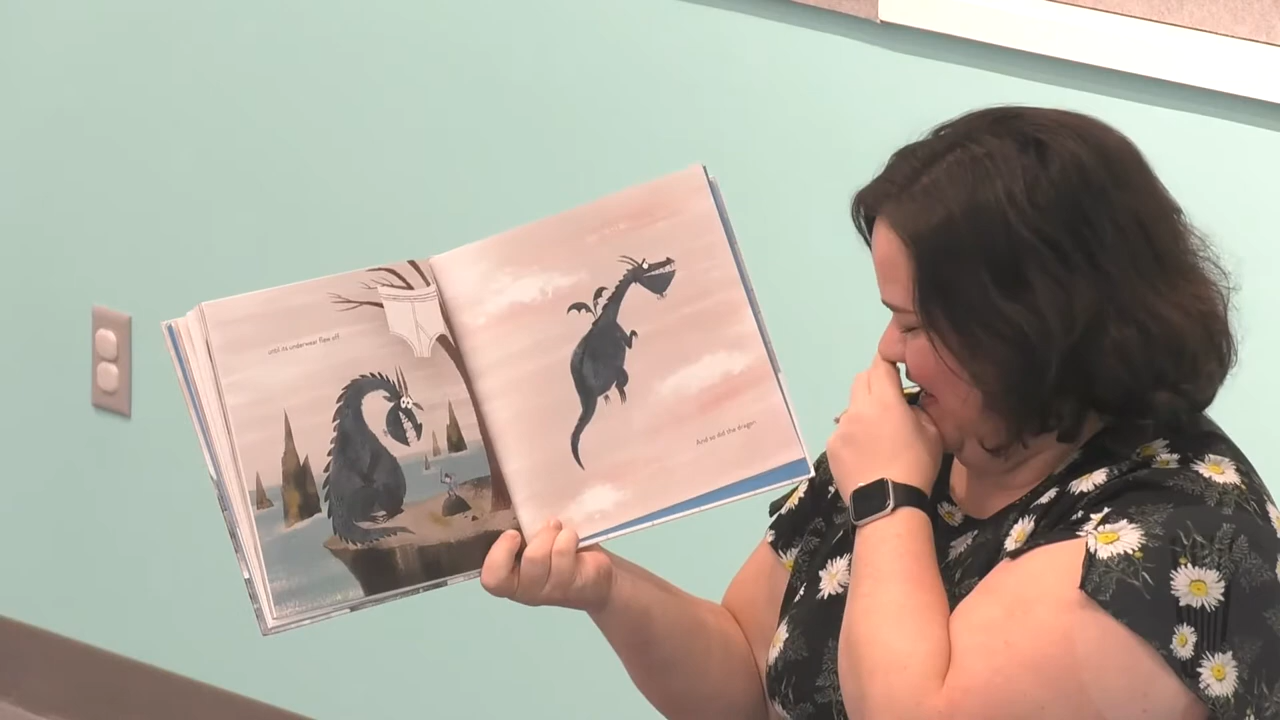 until its underwear flew off
And so did the dragon